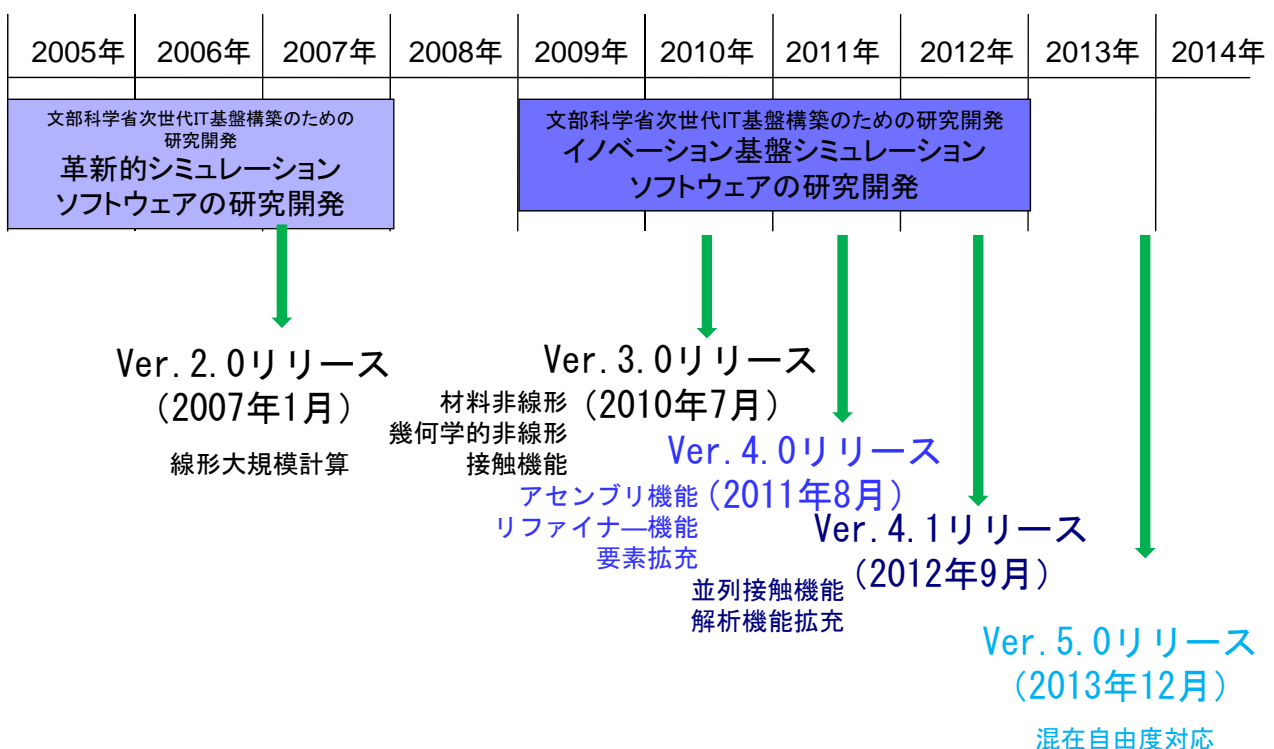 2005年 2006年 2007年 2008年 2009年 2010年 2011年 2012年 2013年 2014年
文部科学省次世代IT基盤構築のための
研究開発
革新的シミュレーション
ソフトウェアの研究開発
文部科学省次世代IT基盤構築のための研究開発
イノベーション基盤シミュレーション
ソフトウェアの研究開発
Ver.2.0リリース
(2007年1月)
線形大規模計算
Ver.3.0リリース
(2010年7月)
材料非線形
幾何学的非線形
接触機能
Ver.4.0リリース
(2011年8月)
アセンブリ機能
リファイナ―機能
要素拡充
Ver.4.1リリース
(2012年9月)
並列接触機能
解析機能拡充
Ver.5.0リリース
(2013年12月)
混在自由度対応